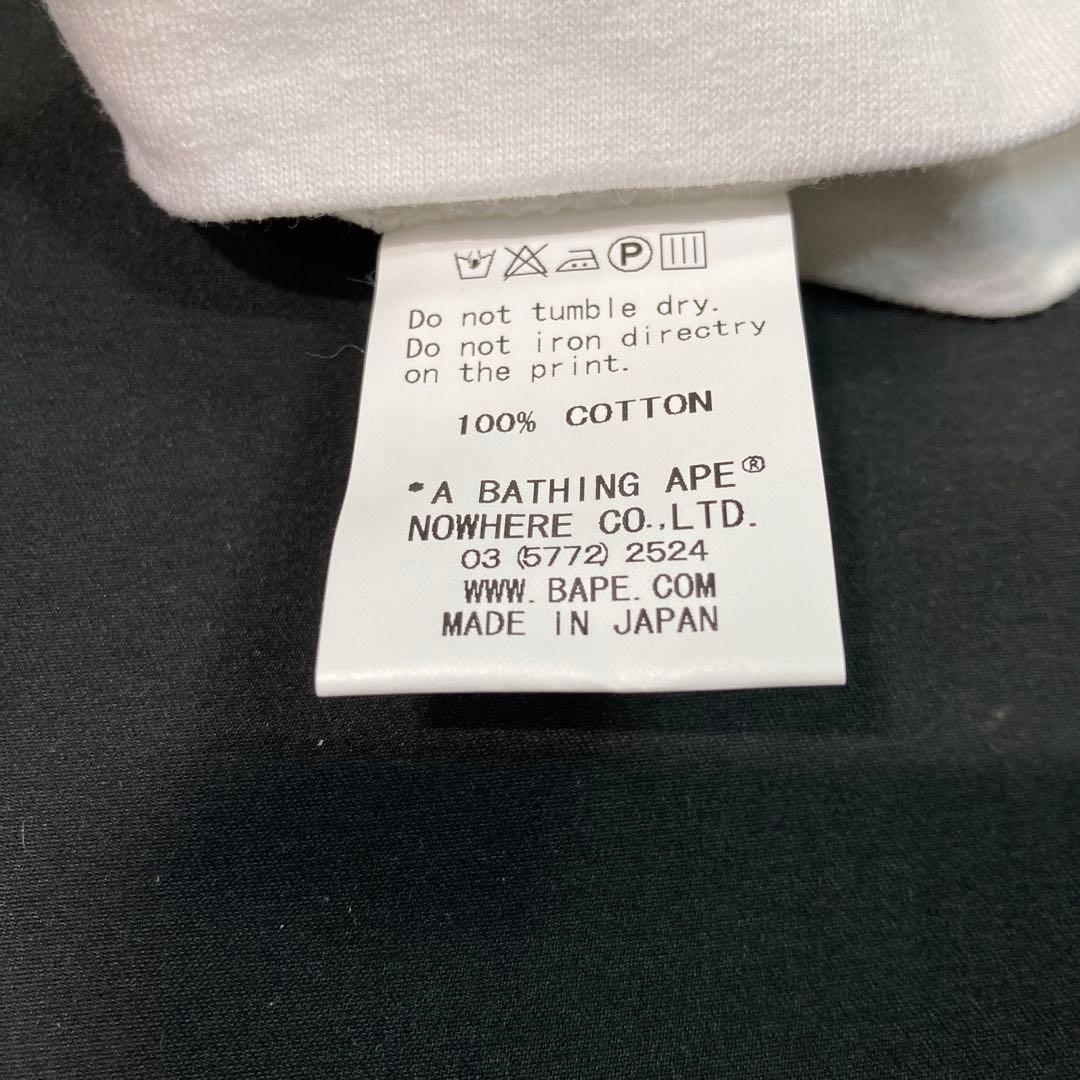 P
Do not tumble dry.
Do not iron directry
on the print.
100% COTTON
*A BATHING APE®
NOWHERE CO.,LTD.
03 (5772) 2524
WWW. BAPE. COM
MADE IN JAPAN